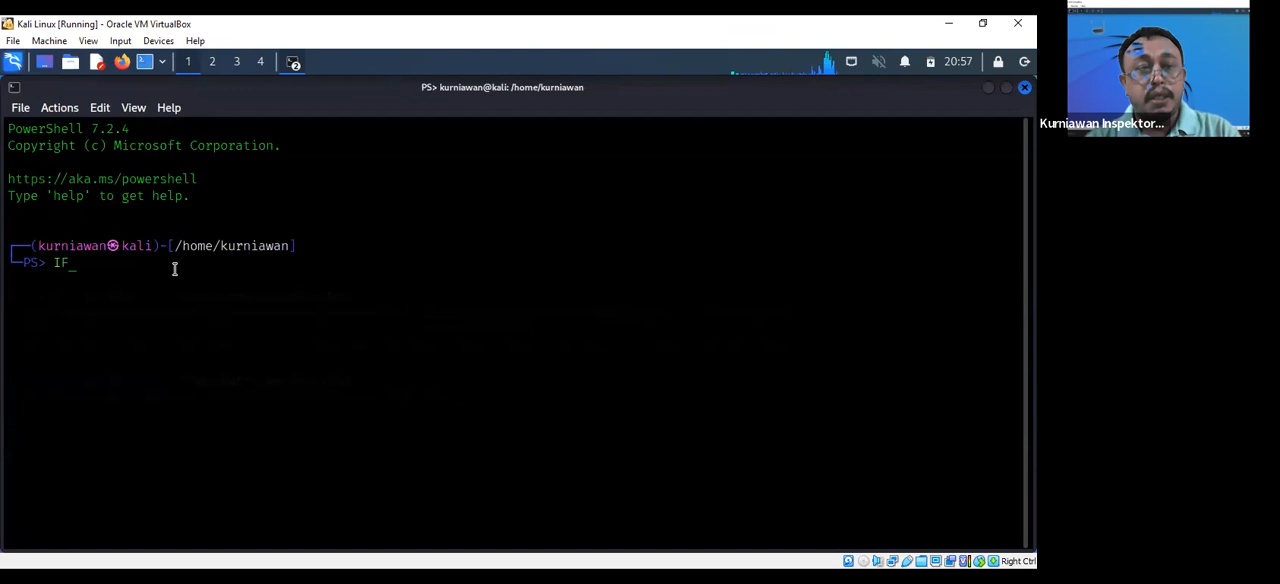 Kali Linux [Running] - Oracle VM VirtualBox
File Machine View Input Devices Help
1 2 3 4 2 20:57
PS> kurniawan@kali: /home/kurniawan
File Actions Edit View Help
PowerShell 7.2.4
Copyright (c) Microsoft Corporation.
https://aka.ms/powershell
Type 'help' to get help.
┌──(kurniawan㉿kali)-[/home/kurniawan]
└─PS> IF_
Right Ctrl
Kurniawan Inspektor...